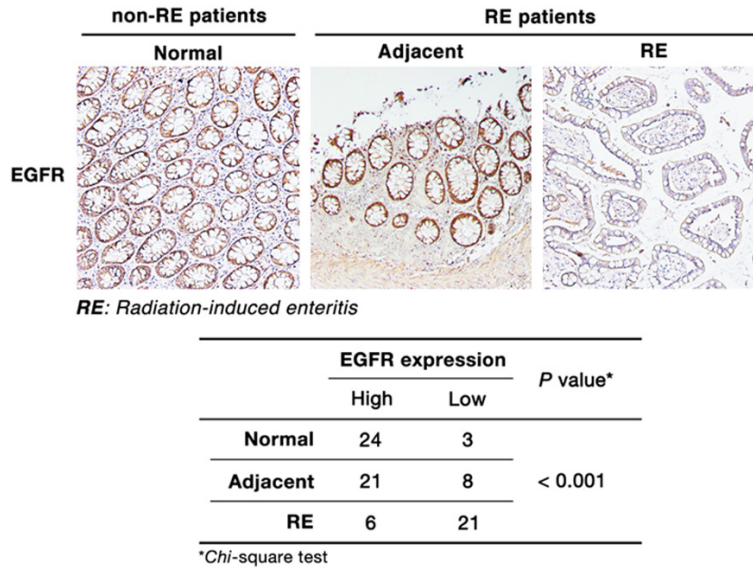 non-RE patients RE patients
Normal Adjacent RE
EGFR
RE: Radiation-induced enteritis
EGFR expression P value*
High Low
Normal 24 3
Adjacent 21 8 < 0.001
RE 6 21
*Chi-square test